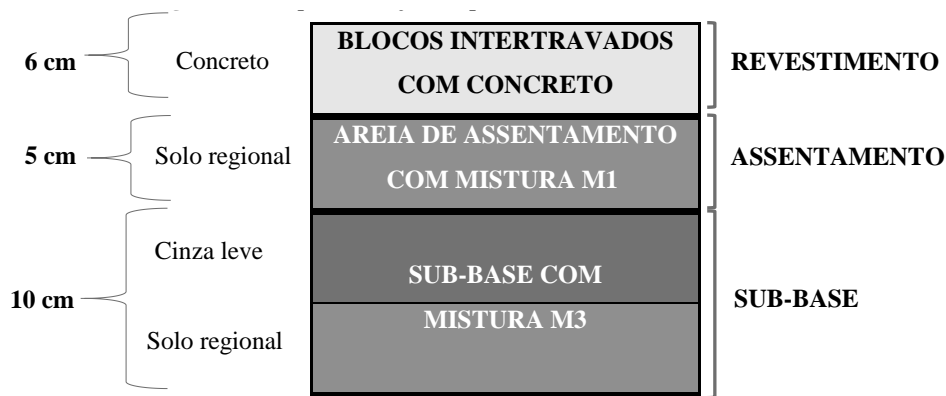 6 cm
Concreto
BLOCOS INTERTRAVADOS
COM CONCRETO
REVESTIMENTO
5 cm
Solo regional
AREIA DE ASSENTAMENTO
COM MISTURA M1
ASSENTAMENTO
10 cm
Cinza leve
Solo regional
SUB-BASE COM
MISTURA M3
SUB-BASE